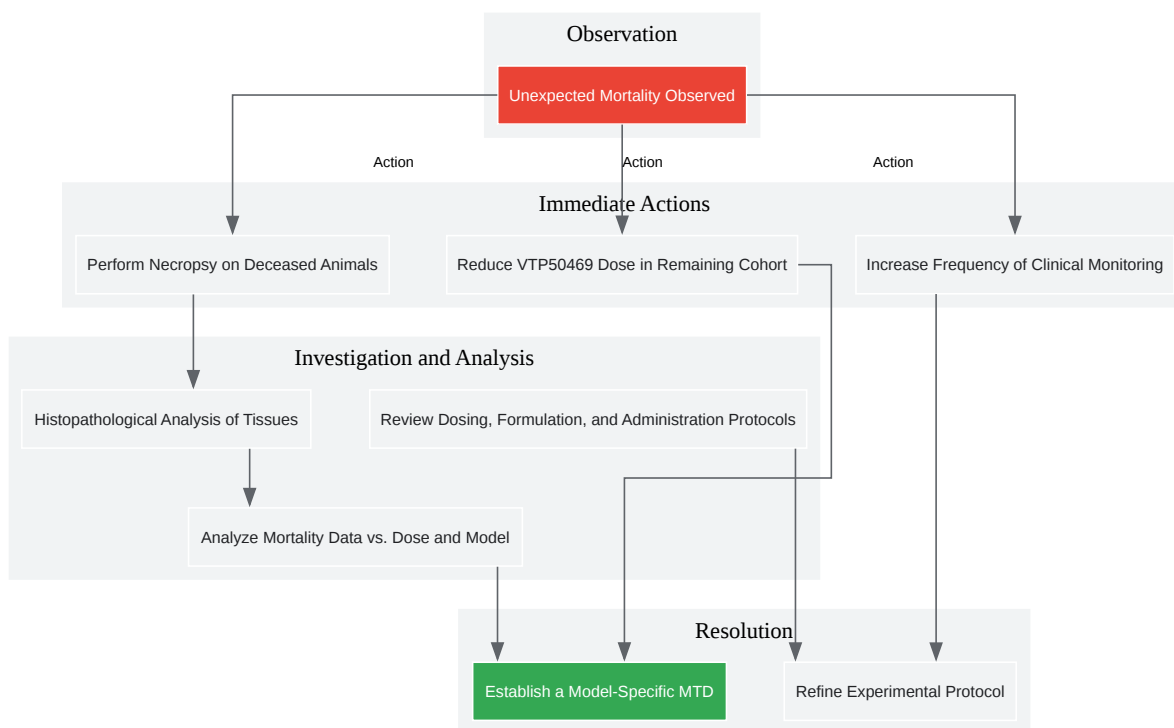 Observation
Unexpected Mortality Observed
Action
Action
Action
Immediate Actions
Perform Necropsy on Deceased Animals
Reduce VTP50469 Dose in Remaining Cohort
Increase Frequency of Clinical Monitoring
Investigation and Analysis
Histopathological Analysis of Tissues
Review Dosing, Formulation, and Administration Protocols
Analyze Mortality Data vs. Dose and Model
Resolution
Establish a Model-Specific MTD
Refine Experimental Protocol